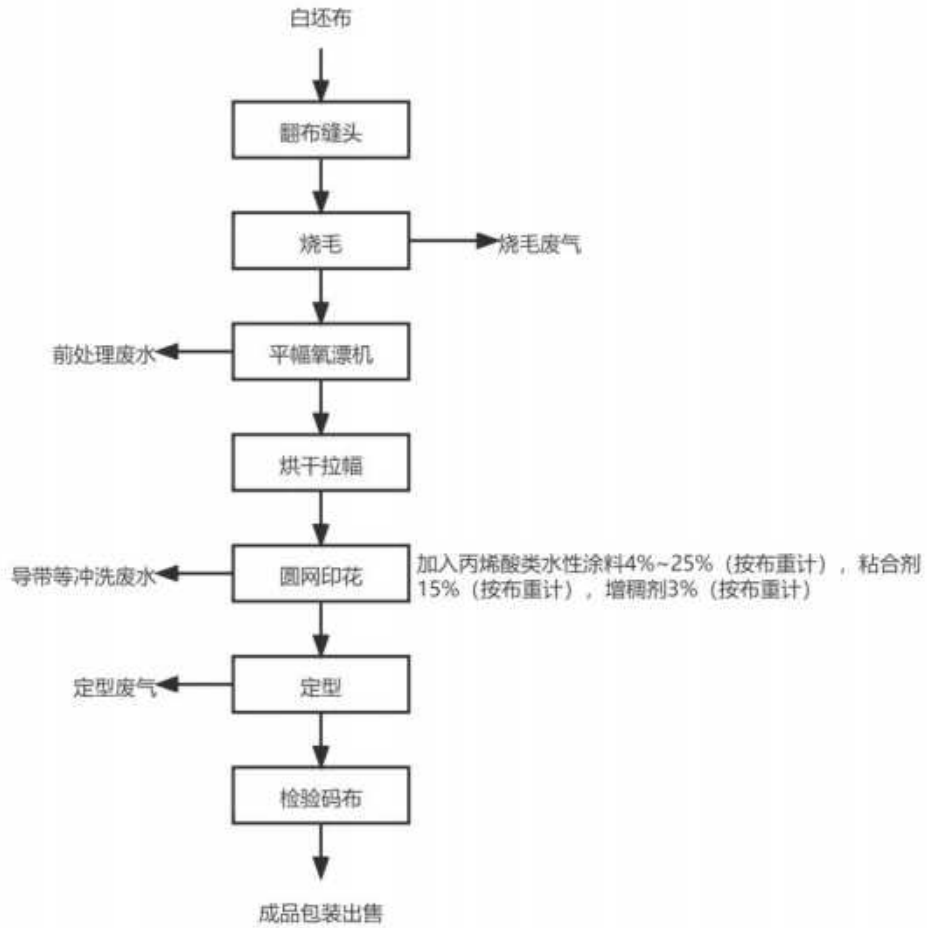 白坯布
翻布缝头
烧毛
烧毛废气
前处理废水
平幅氧漂机
烘干拉幅
导带等冲洗废水
圆网印花
加入丙烯酸类水性涂料4%~25%（按布重计），粘合剂
15%（按布重计），增稠剂3%（按布重计）
定型废气
定型
检验码布
成品包装出售